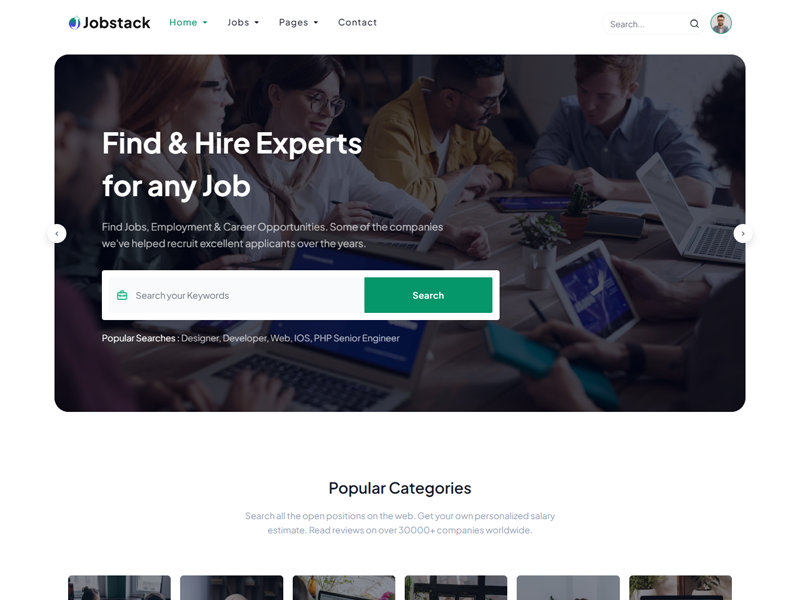 Jobstack
Home
Jobs
Pages
Contact
Search...
Find & Hire Experts
for any Job
Find Jobs, Employment & Career Opportunities. Some of the companies
we've helped recruit excellent applicants over the years.
Search your Keywords
Search
Popular Searches : Designer, Developer, Web, IOS, PHP Senior Engineer
Popular Categories
Search all the open positions on the web. Get your own personalized salary
estimate. Read reviews on over 30000+ companies worldwide.